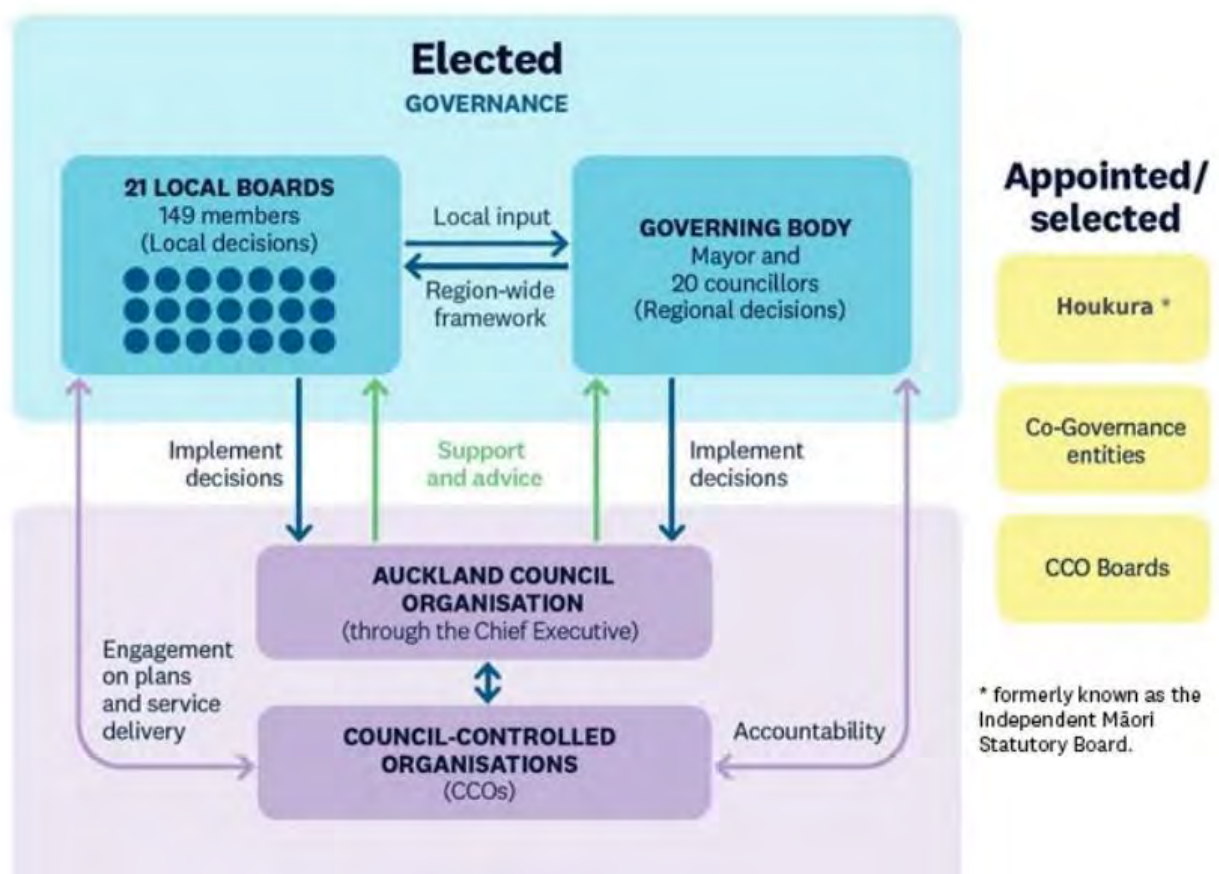 Elected
GOVERNANCE
21 LOCAL BOARDS
149 members
(Local decisions)
Local input
Region-wide
framework
GOVERNING BODY
Mayor and
20 councillors
(Regional decisions)
Implement
decisions
Support
and advice
Implement
decisions
AUCKLAND COUNCIL
ORGANISATION
(through the Chief Executive)
Engagement
on plans
and service
delivery
COUNCIL-CONTROLLED
ORGANISATIONS
(CCOs)
Accountability
Appointed/
selected
Houkura *
Co-Governance
entities
CCO Boards
* formerly known as the
Independent Māori
Statutory Board.